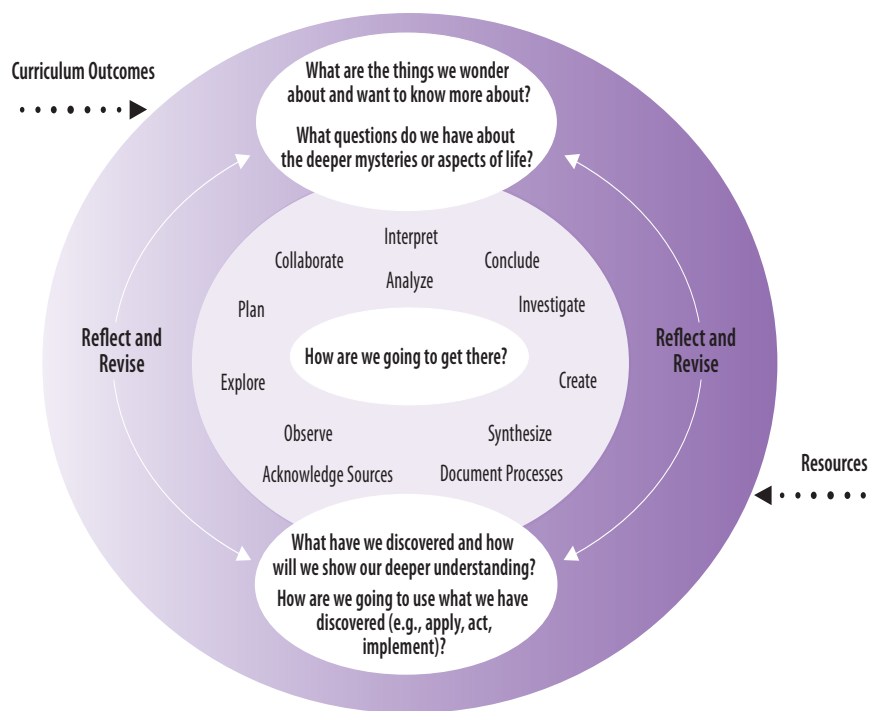 Curriculum Outcomes
What are the things we wonder
about and want to know more about?
What questions do we have about
the deeper mysteries or aspects of life?
Interpret
Collaborate
Conclude
Analyze
Plan
Investigate
Reflect and
Revise
How are we going to get there?
Reflect and
Revise
Explore
Create
Observe
Synthesize
Acknowledge Sources
Document Processes
Resources
What have we discovered and how
will we show our deeper understanding?
How are we going to use what we have
discovered (e.g., apply, act,
implement)?